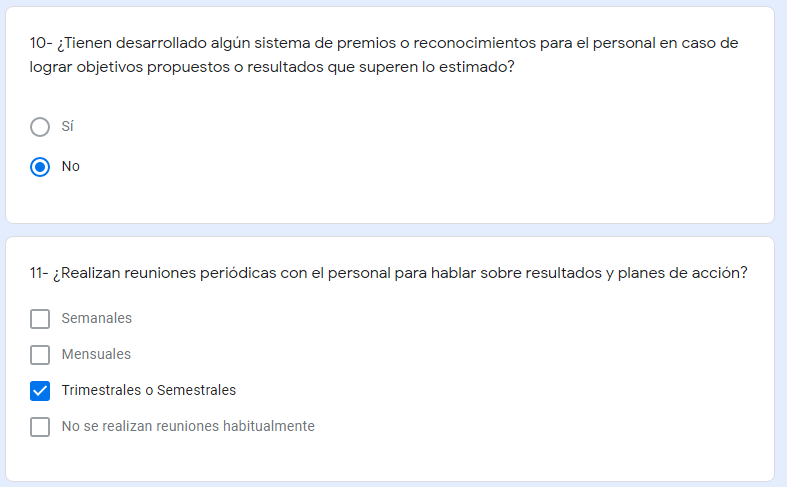 10- ¿Tienen desarrollado algún sistema de premios o reconocimientos para el personal en caso de
lograr objetivos propuestos o resultados que superen lo estimado?
Sí
No
11- ¿Realizan reuniones periódicas con el personal para hablar sobre resultados y planes de acción?
Semanales
Mensuales
Trimestrales o Semestrales
No se realizan reuniones habitualmente